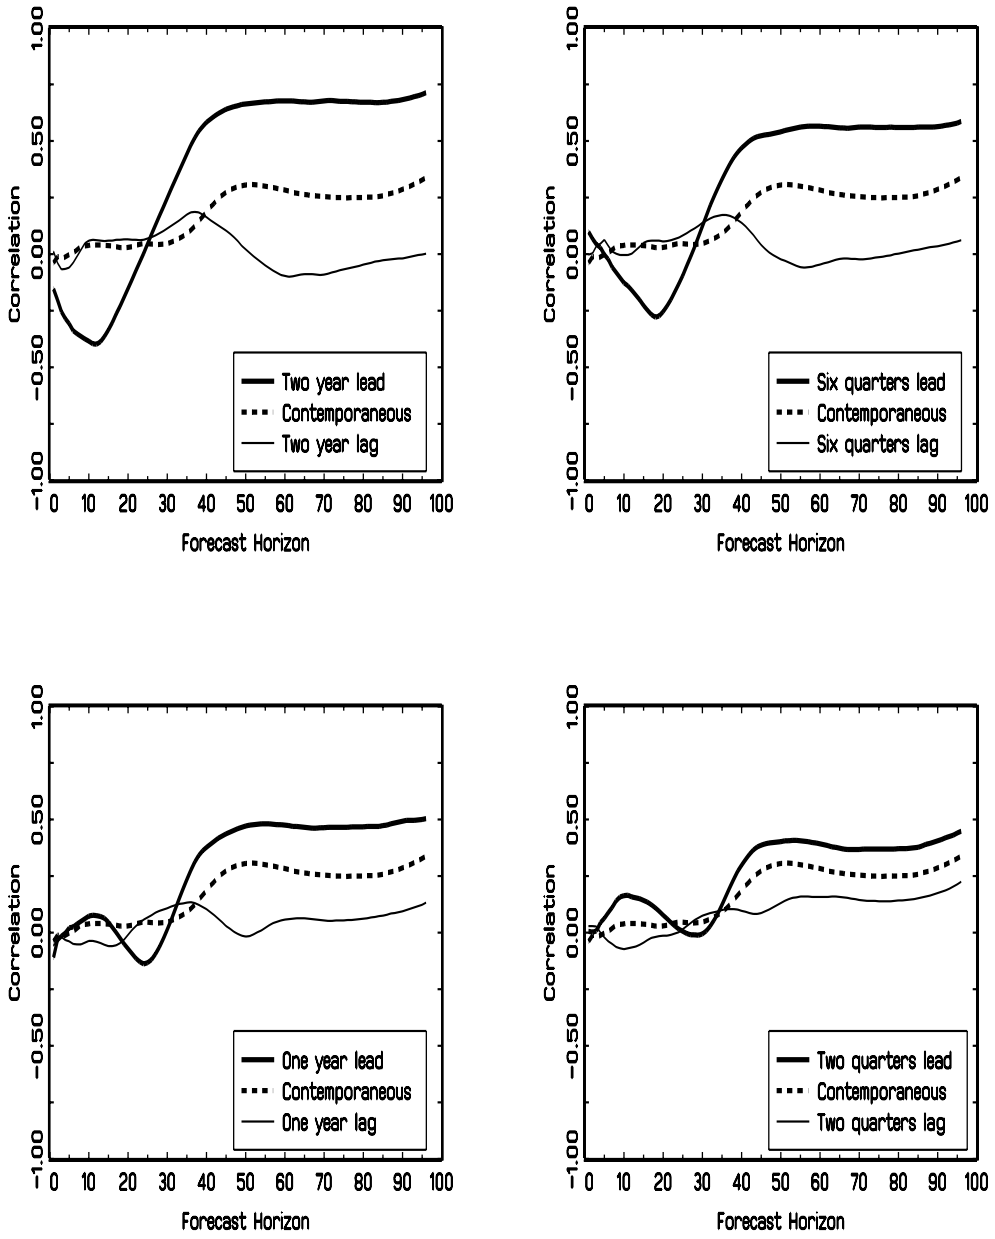 1.00
0.50
0.00
−0.50
−1.00
Correlation
Two year lead
Contemporaneous
Two year lag
0 10 20 30 40 50 60 70 80 90 100
Forecast Horizon
1.00
0.50
0.00
−0.50
−1.00
Correlation
Six quarters lead
Contemporaneous
Six quarters lag
0 10 20 30 40 50 60 70 80 90 100
Forecast Horizon
1.00
0.50
0.00
−0.50
−1.00
Correlation
One year lead
Contemporaneous
One year lag
0 10 20 30 40 50 60 70 80 90 100
Forecast Horizon
1.00
0.50
0.00
−0.50
−1.00
Correlation
Two quarters lead
Contemporaneous
Two quarters lag
0 10 20 30 40 50 60 70 80 90 100
Forecast Horizon